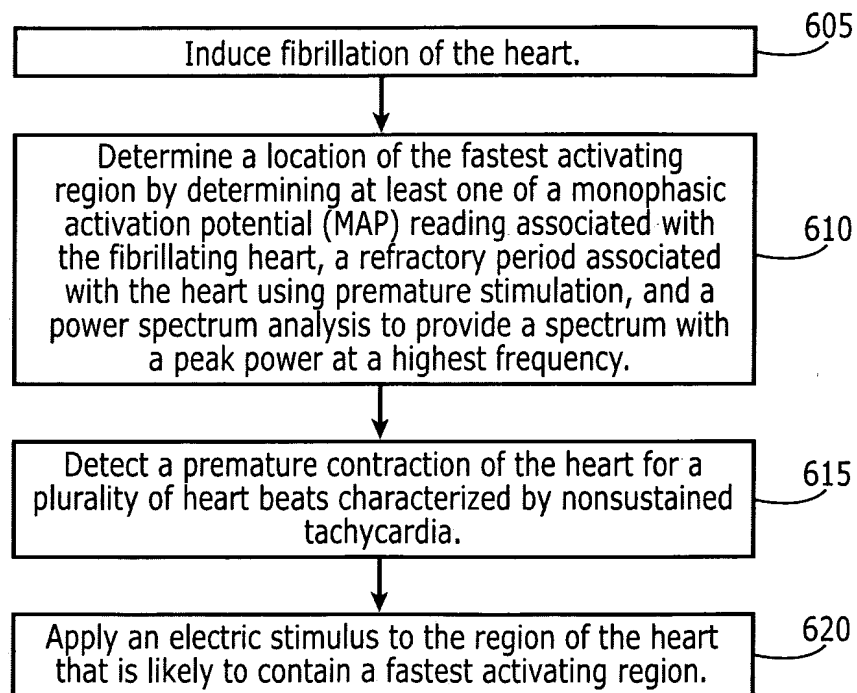 605
Induce fibrillation of the heart.
Determine a location of the fastest activating
region by determining at least one of a monophasic
activation potential (MAP) reading associated with
the fibrillating heart, a refractory period associated
with the heart using premature stimulation, and a
power spectrum analysis to provide a spectrum with
a peak power at a highest frequency.
610
Detect a premature contraction of the heart for a
plurality of heart beats characterized by nonsustained
tachycardia.
615
Apply an electric stimulus to the region of the heart
that is likely to contain a fastest activating region.
620